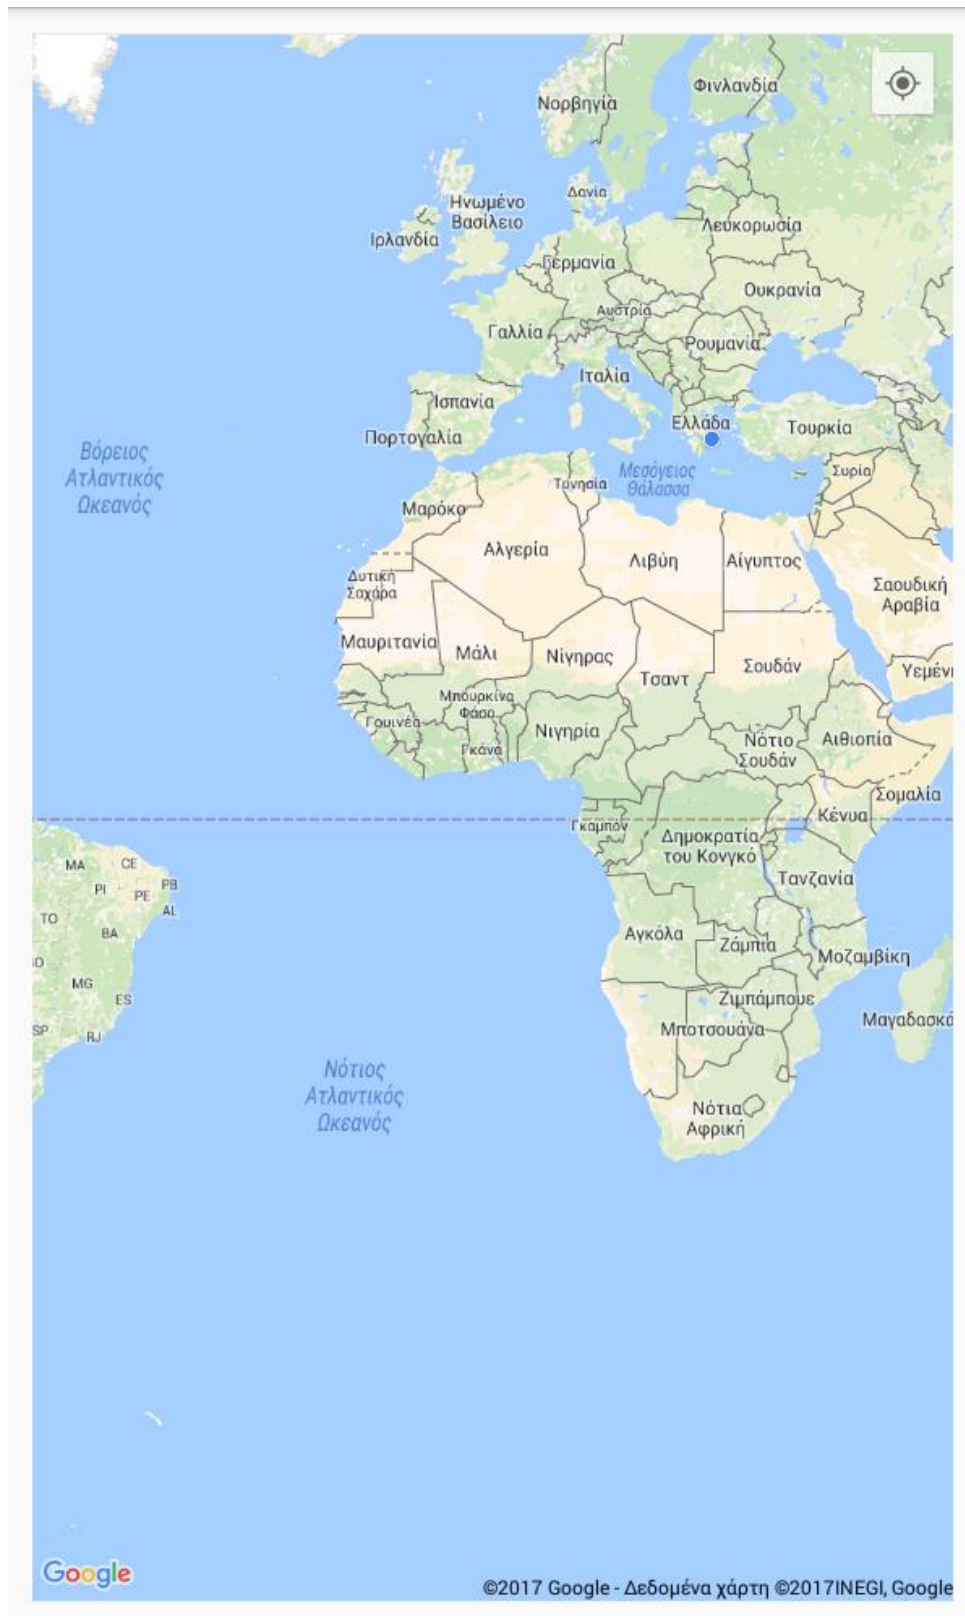 Φινλανδία
Νορβηγία
Δανία
Ηνωμένο
Βασίλειο
Ιρλανδία
Λευκορωσία
Γερμανία
Ουκρανία
Αυστρία
Γαλλία
Ρουμανία
Ιταλία
Ισπανία
Ελλάδα
Τουρκία
Πορτογαλία
Βόρειος
Ατλαντικός
Ωκεανός
Μεσόγειος
Θάλασσα
Συρία
Τυνησία
Μαρόκο
Αλγερία
Λιβύη
Αίγυπτος
Δυτική
Σαχάρα
Σαουδική
Αραβία
Μαυριτανία
Μάλι
Νίγηρας
Τσαντ
Σουδάν
Υεμένη
Μπουρκίνα
Φάσο
Γουινέα
Γκάνα
Νιγηρία
Νότιο
Σουδάν
Αιθιοπία
Σομαλία
Κένυα
Γκαμπόν
Δημοκρατία
του Κονγκό
Τανζανία
MA
CE
PI
PE
PB
AL
TO
BA
MG
ES
SP
RJ
Αγκόλα
Ζάμπια
Μοζαμβίκη
Ζιμπάμπουε
Μποτσουάνα
Μαγαδασκά
Νότιος
Ατλαντικός
Ωκεανός
Νότια
Αφρική
Google
©2017 Google - Δεδομένα χάρτη ©2017INEGI, Google